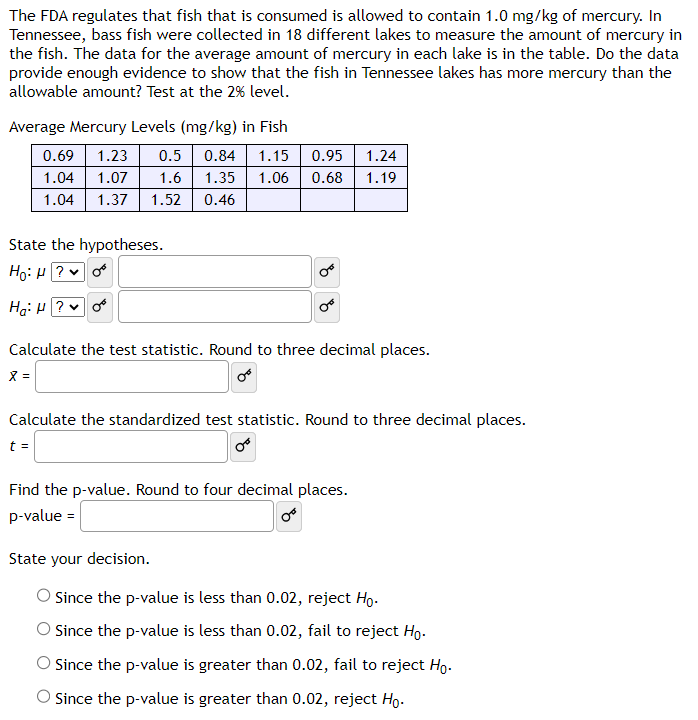 The FDA regulates that fish that is consumed is allowed to contain 1.0 mg/kg of mercury. In
Tennessee, bass fish were collected in 18 different lakes to measure the amount of mercury in
the fish. The data for the average amount of mercury in each lake is in the table. Do the data
provide enough evidence to show that the fish in Tennessee lakes has more mercury than the
allowable amount? Test at the 2% level.
Average Mercury Levels (mg/kg) in Fish
0.69 1.23 0.5 0.84 1.15 0.95 1.24
1.04 1.07 1.6 1.35 1.06 0.68 1.19
1.04 1.37 1.52 0.46
State the hypotheses.
H₀: μ ?
Hₐ: μ ?
Calculate the test statistic. Round to three decimal places.
x̄ =
Calculate the standardized test statistic. Round to three decimal places.
t =
Find the p-value. Round to four decimal places.
p-value =
State your decision.
Since the p-value is less than 0.02, reject H₀.
Since the p-value is less than 0.02, fail to reject H₀.
Since the p-value is greater than 0.02, fail to reject H₀.
Since the p-value is greater than 0.02, reject H₀.